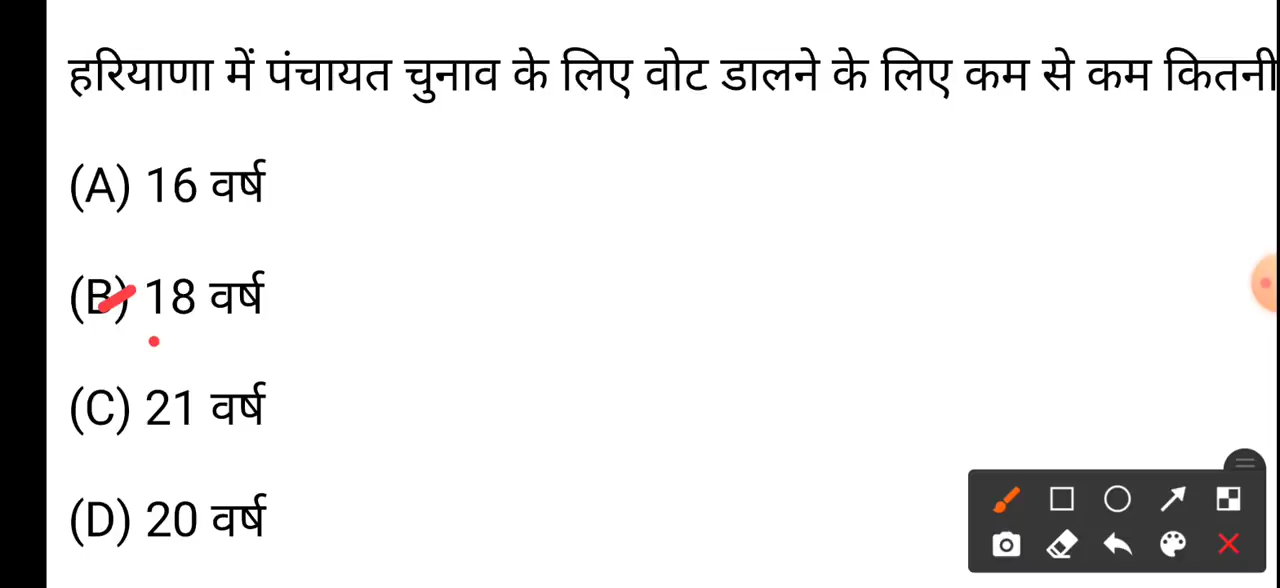 हरियाणा में पंचायत चुनाव के लिए वोट डालने के लिए कम से कम कितनी
(A) 16 वर्ष
(B) 18 वर्ष
(C) 21 वर्ष
(D) 20 वर्ष